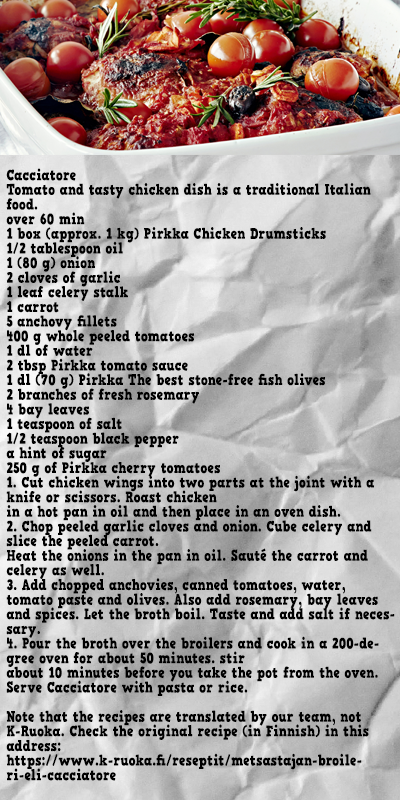 Cacciatore
Tomato and tasty chicken dish is a traditional Italian
food.
over 60 min
1 box (approx. 1 kg) Pirkka Chicken Drumsticks
1/2 tablespoon oil
1 (80 g) onion
2 cloves of garlic
1 leaf celery stalk
1 carrot
5 anchovy fillets
400 g whole peeled tomatoes
1 dl of water
2 tbsp Pirkka tomato sauce
1 dl (70 g) Pirkka The best stone-free fish olives
2 branches of fresh rosemary
4 bay leaves
1 teaspoon of salt
1/2 teaspoon black pepper
a hint of sugar
250 g of Pirkka cherry tomatoes
1. Cut chicken wings into two parts at the joint with a
knife or scissors. Roast chicken
in a hot pan in oil and then place in an oven dish.
2. Chop peeled garlic cloves and onion. Cube celery and
slice the peeled carrot.
Heat the onions in the pan in oil. Sauté the carrot and
celery as well.
3. Add chopped anchovies, canned tomatoes, water,
tomato paste and olives. Also add rosemary, bay leaves
and spices. Let the broth boil. Taste and add salt if neces-
sary.
4. Pour the broth over the broilers and cook in a 200-de-
gree oven for about 50 minutes. stir
about 10 minutes before you take the pot from the oven.
Serve Cacciatore with pasta or rice.
Note that the recipes are translated by our team, not
K-Ruoka. Check the original recipe (in Finnish) in this
address:
https://www.k-ruoka.fi/reseptit/metsastajan-broile-
ri-eli-cacciatore